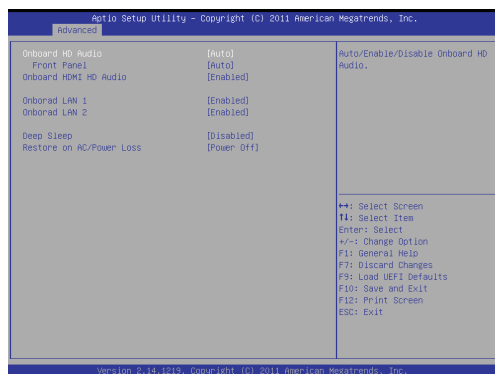 Aptio Setup Utility – Copyright (C) 2011 American Megatrends, Inc.
Advanced
Onboard HD Audio [Auto]
Front Panel [Auto]
Onboard HDMI HD Audio [Enabled]
Onborad LAN 1 [Enabled]
Onborad LAN 2 [Enabled]
Deep Sleep [Disabled]
Restore on AC/Power Loss [Power Off]
Auto/Enable/Disable Onboard HD
Audio.
↔: Select Screen
↑↓: Select Item
Enter: Select
+/-: Change Option
F1: General Help
F7: Discard Changes
F9: Load UEFI Defaults
F10: Save and Exit
F12: Print Screen
ESC: Exit
Version 2.14.1219. Copyright (C) 2011 American Megatrends, Inc.